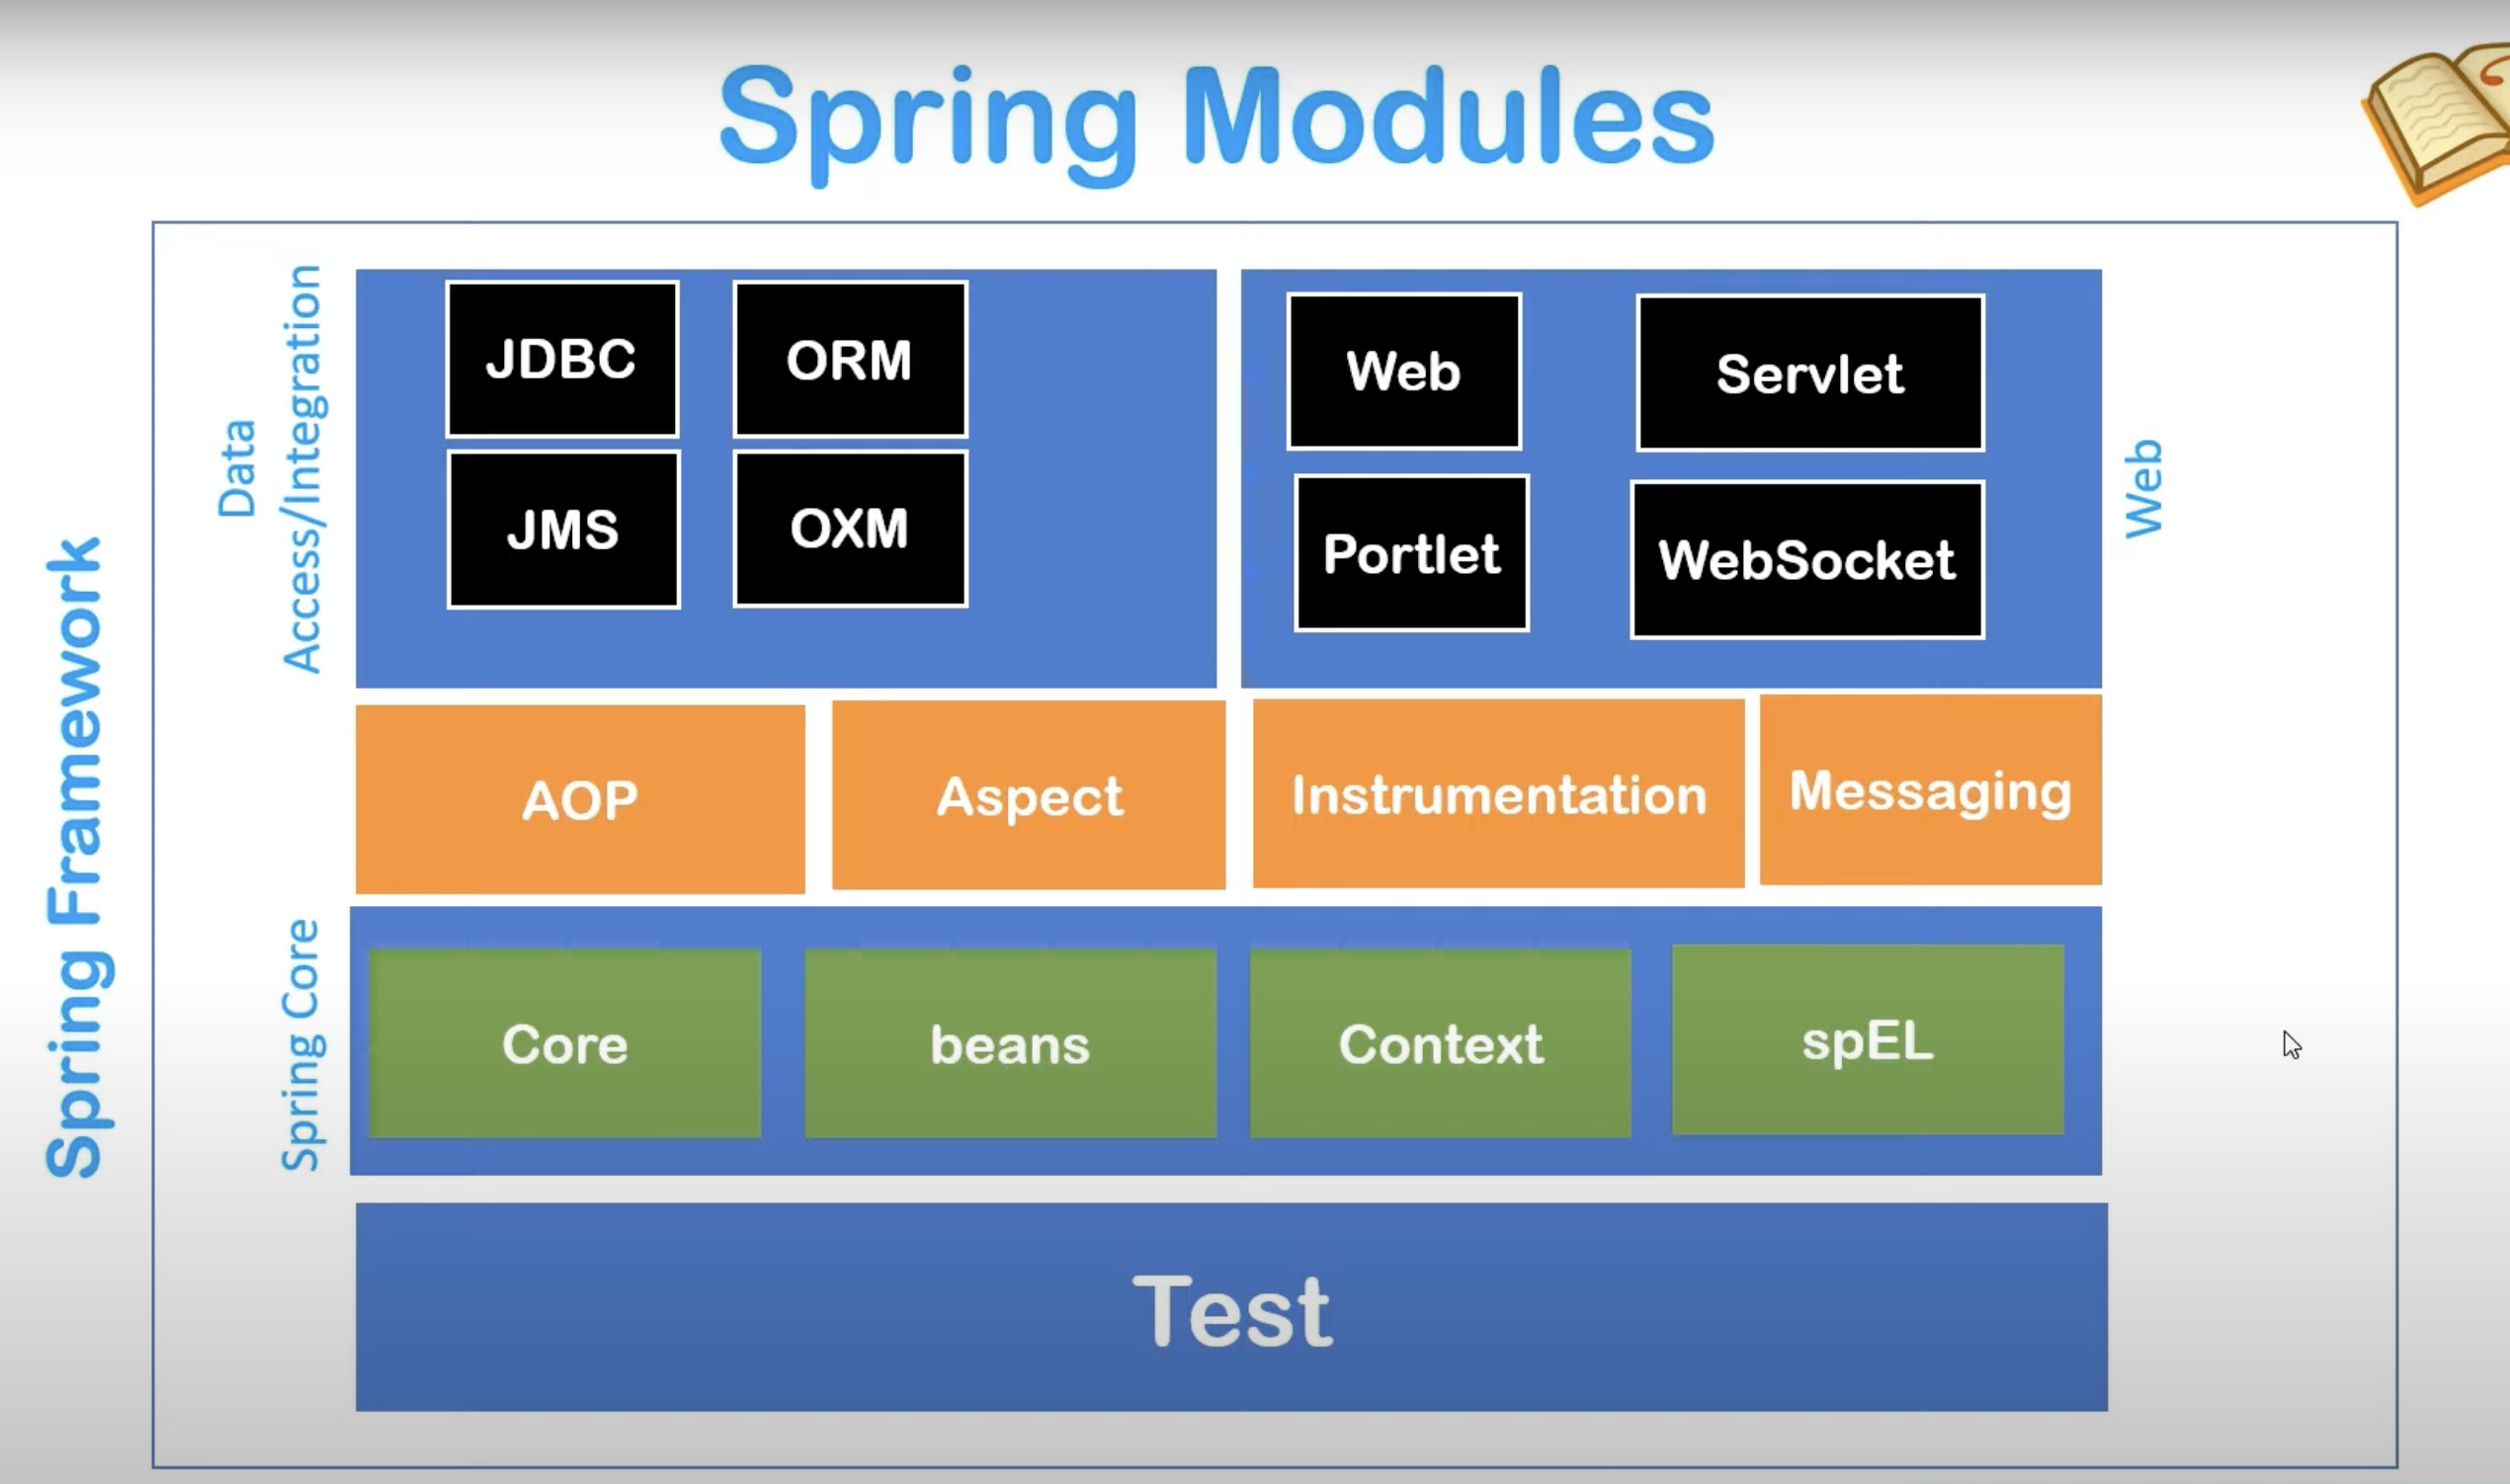 Spring Modules
Spring Framework
Data
Access/Integration
JDBC
ORM
JMS
OXM
Web
Servlet
Portlet
WebSocket
Web
AOP
Aspect
Instrumentation
Messaging
Spring Core
Core
beans
Context
spEL
Test